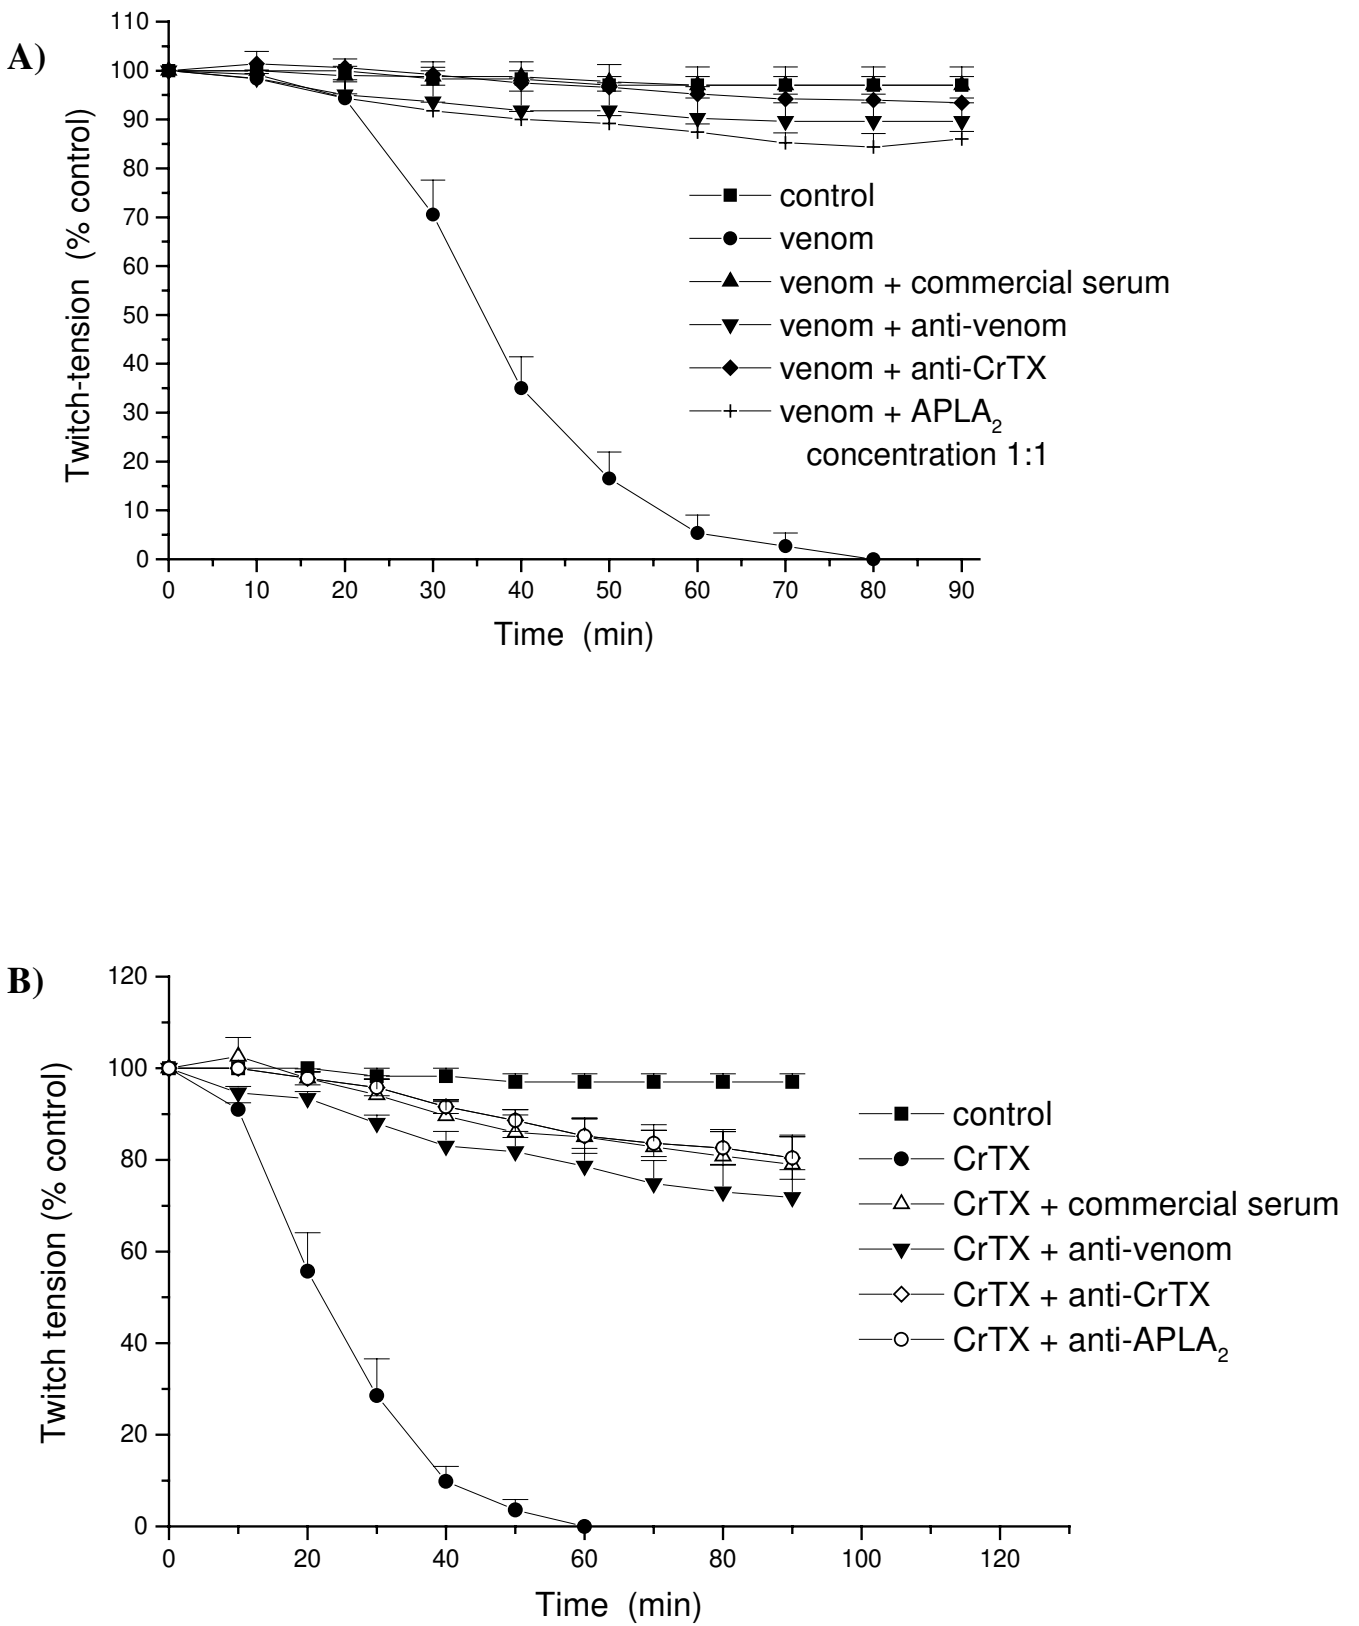 A)
110
100
90
80
70
60
50
40
30
20
10
0
Twitch-tension (% control)
control
venom
venom + commercial serum
venom + anti-venom
venom + anti-CrTX
venom + APLA2
concentration 1:1
0 10 20 30 40 50 60 70 80 90
Time (min)
B)
120
100
80
60
40
20
0
Twitch tension (% control)
control
CrTX
CrTX + commercial serum
CrTX + anti-venom
CrTX + anti-CrTX
CrTX + anti-APLA2
0 20 40 60 80 100 120
Time (min)